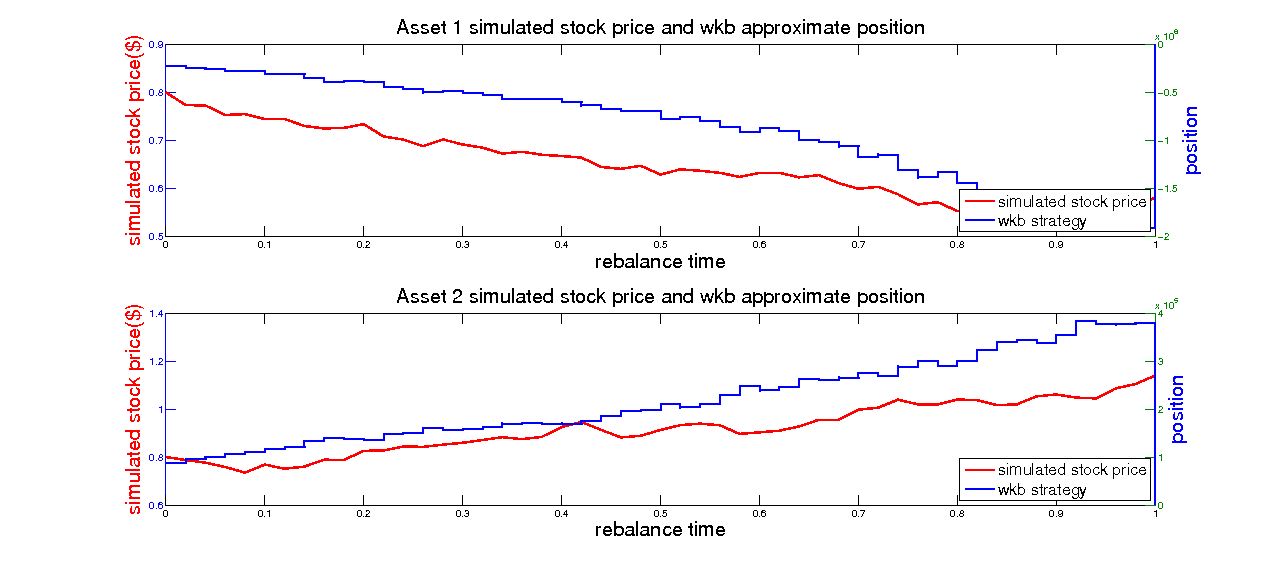 Asset 1 simulated stock price and wkb approximate position
simulated stock price($)
0.9
0.8
0.7
0.6
0.5
0 0.1 0.2 0.3 0.4 0.5 0.6 0.7 0.8 0.9 1
rebalance time
0
-0.5
-1
-1.5
-2
position
simulated stock price
wkb strategy
Asset 2 simulated stock price and wkb approximate position
simulated stock price($)
1.4
1.2
1
0.8
0.6
0 0.1 0.2 0.3 0.4 0.5 0.6 0.7 0.8 0.9 1
rebalance time
4
3
2
1
0
position
simulated stock price
wkb strategy